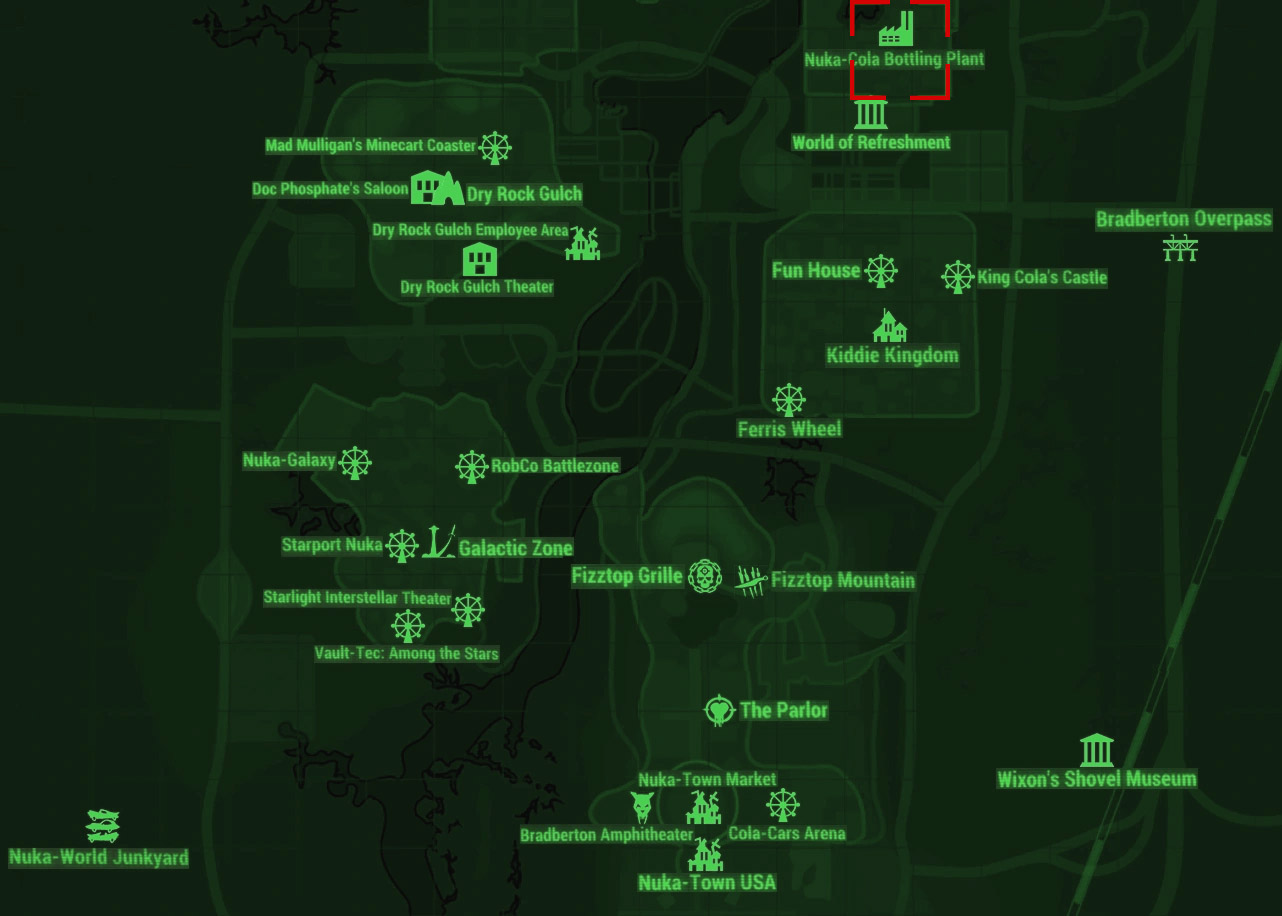 Nuka-Cola Bottling Plant
World of Refreshment
Mad Mulligan's Minecart Coaster
Doc Phosphate's Saloon
Dry Rock Gulch
Dry Rock Gulch Employee Area
Dry Rock Gulch Theater
Bradberton Overpass
Fun House
King Cola's Castle
Kiddie Kingdom
Ferris Wheel
Nuka-Galaxy
RobCo Battlezone
Starport Nuka
Galactic Zone
Fizztop Grille
Fizztop Mountain
Starlight Interstellar Theater
Vault-Tec: Among the Stars
The Parlor
Nuka-Town Market
Wixon's Shovel Museum
Bradberton Amphitheater
Cola-Cars Arena
Nuka-World Junkyard
Nuka-Town USA